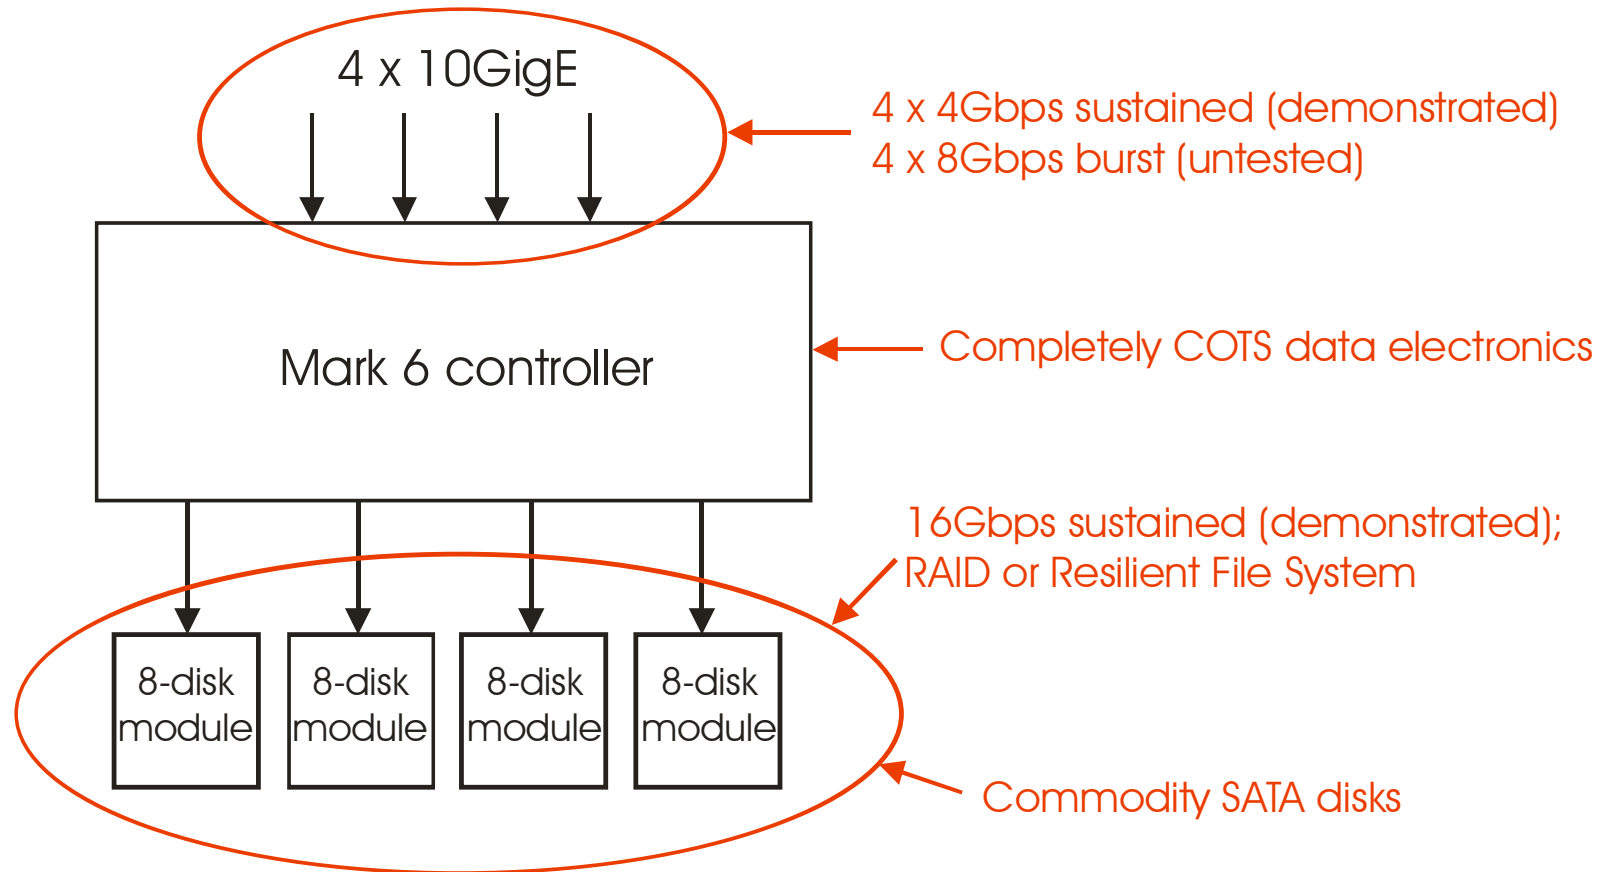 4 x 10GigE
4 x 4Gbps sustained (demonstrated)
4 x 8Gbps burst (untested)
Mark 6 controller
Completely COTS data electronics
16Gbps sustained (demonstrated);
RAID or Resilient File System
8-disk
module
8-disk
module
8-disk
module
8-disk
module
Commodity SATA disks